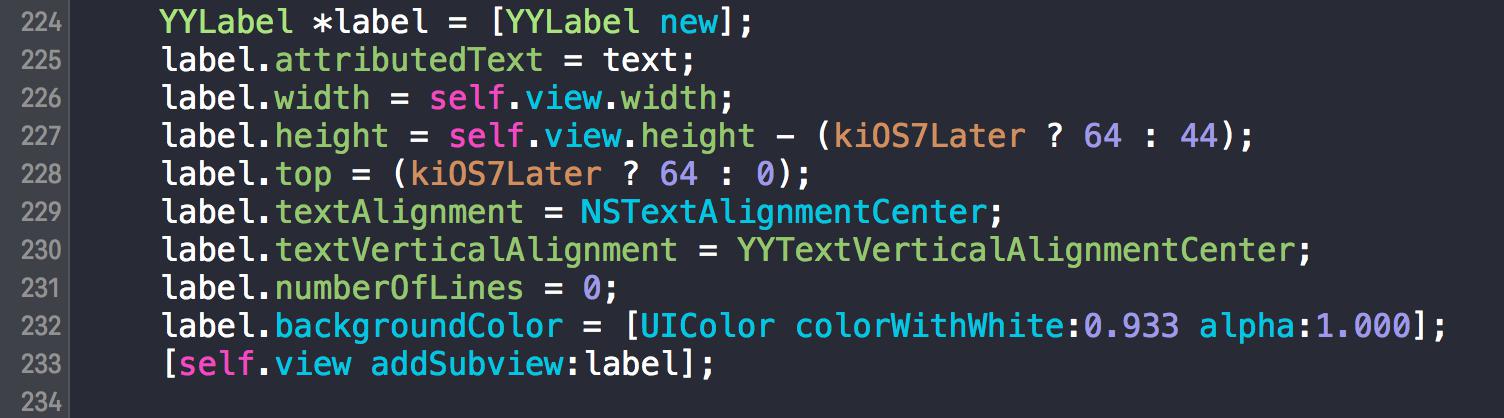 224 YYLabel *label = [YYLabel new];
225 label.attributedText = text;
226 label.width = self.view.width;
227 label.height = self.view.height - (kiOS7Later ? 64 : 44);
228 label.top = (kiOS7Later ? 64 : 0);
229 label.textAlignment = NSTextAlignmentCenter;
230 label.textVerticalAlignment = YYTextVerticalAlignmentCenter;
231 label.numberOfLines = 0;
232 label.backgroundColor = [UIColor colorWithWhite:0.933 alpha:1.000];
233 [self.view addSubview:label];
234